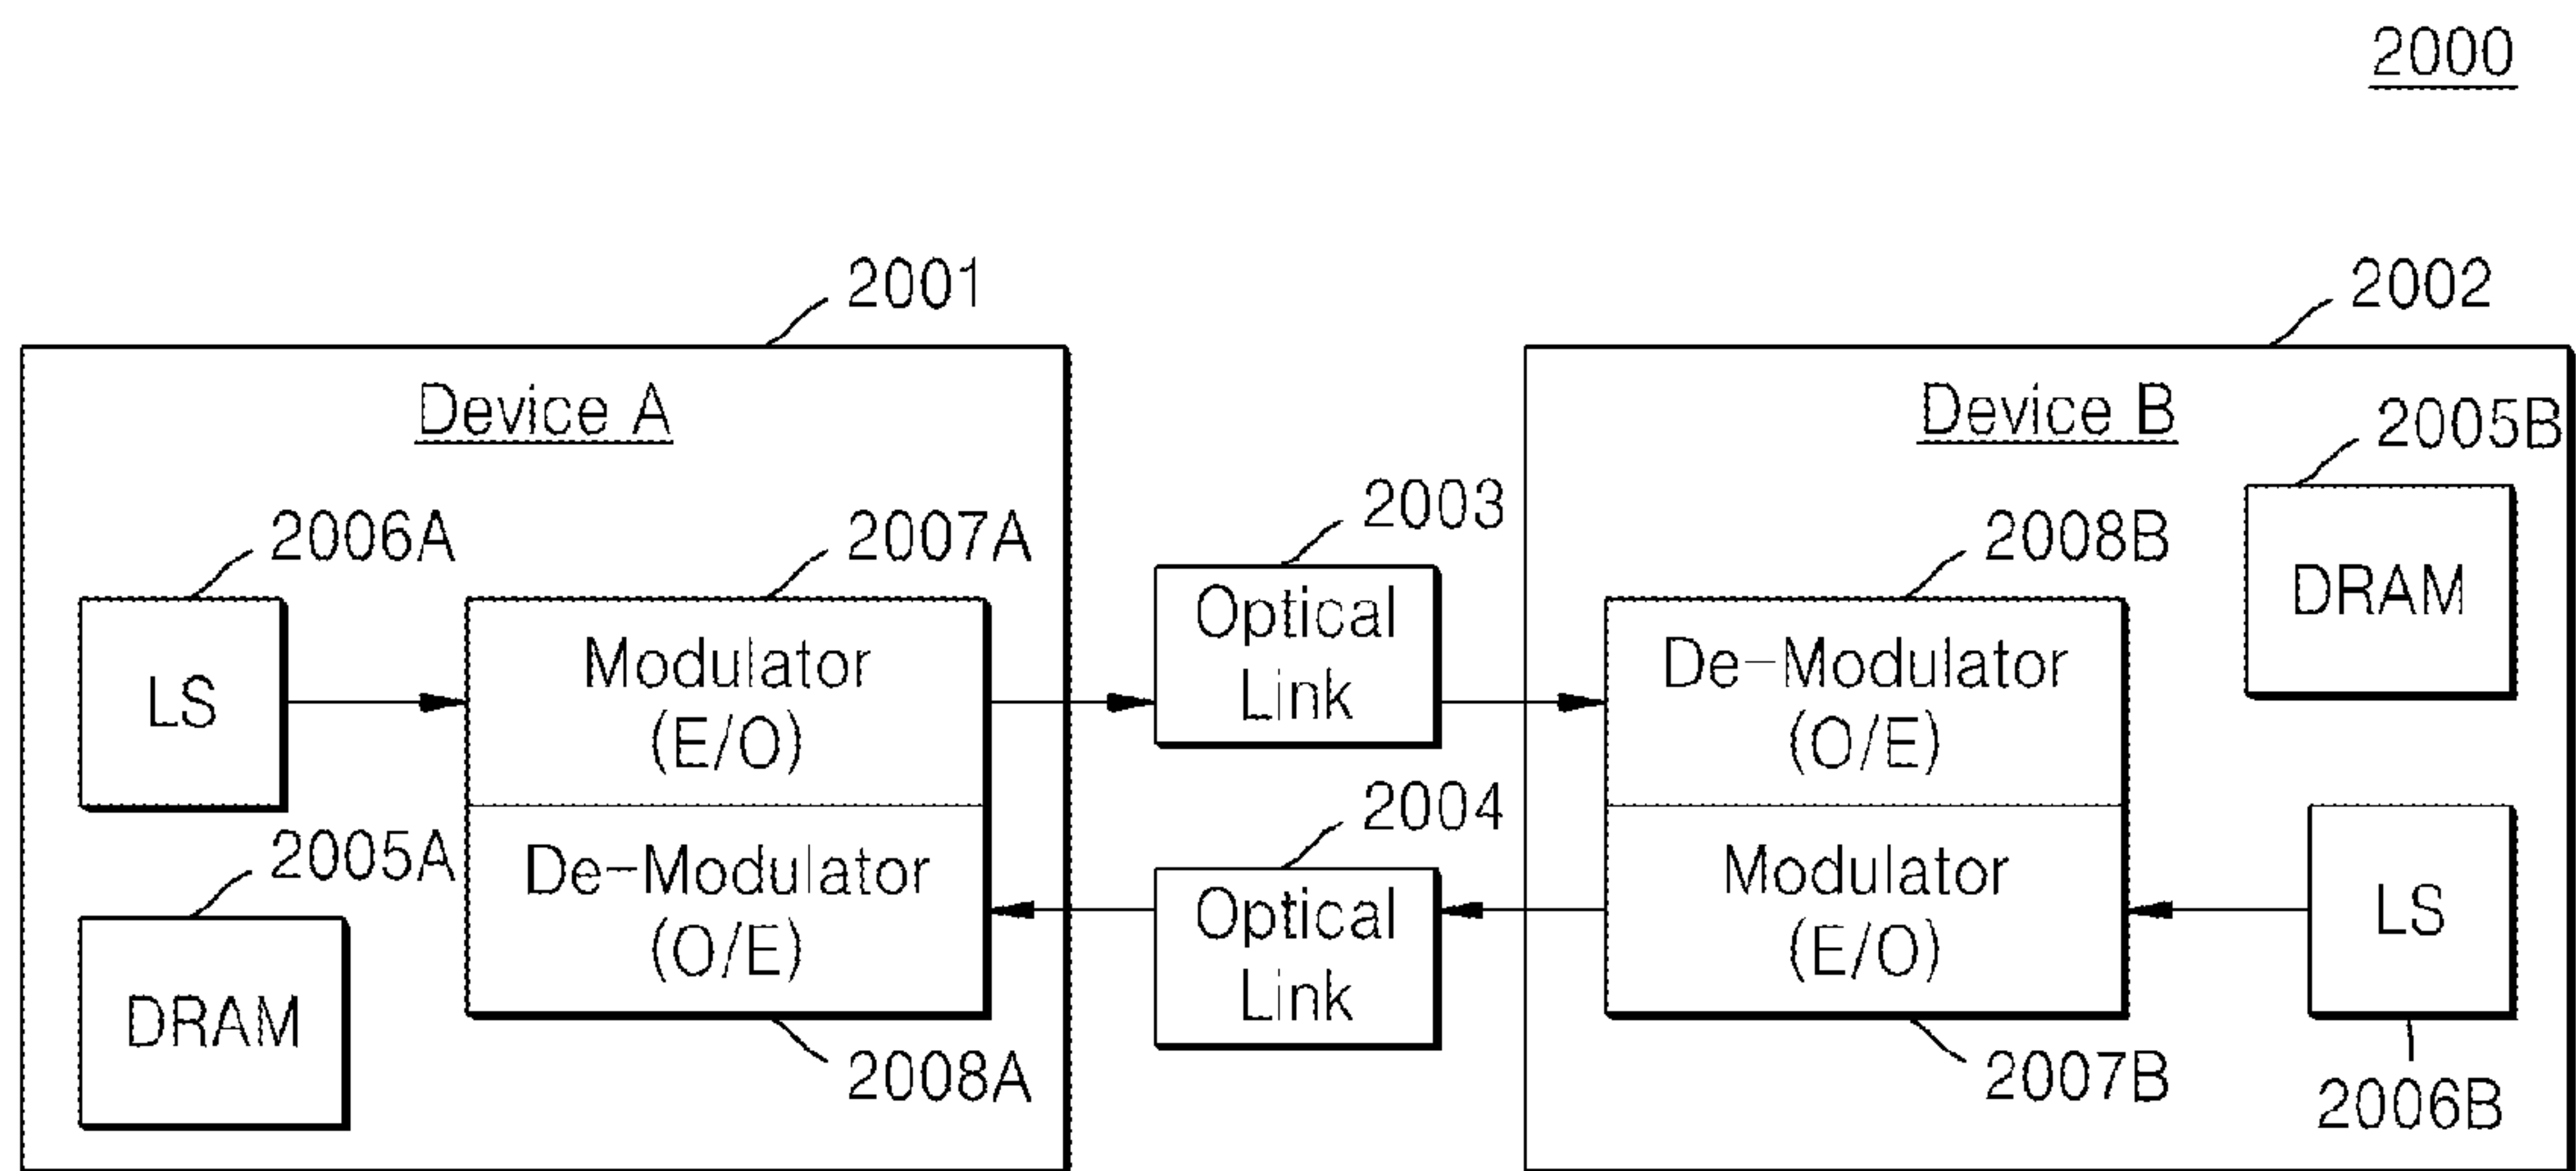 2000
2001
2002
Device A
Device B
2005B
2003
2006A
2007A
2008B
DRAM
Optical
Link
Modulator
(E/O)
De-Modulator
(O/E)
LS
2004
2005A
De-Modulator
(O/E)
Optical
Link
Modulator
(E/O)
LS
DRAM
2008A
2007B
2006B